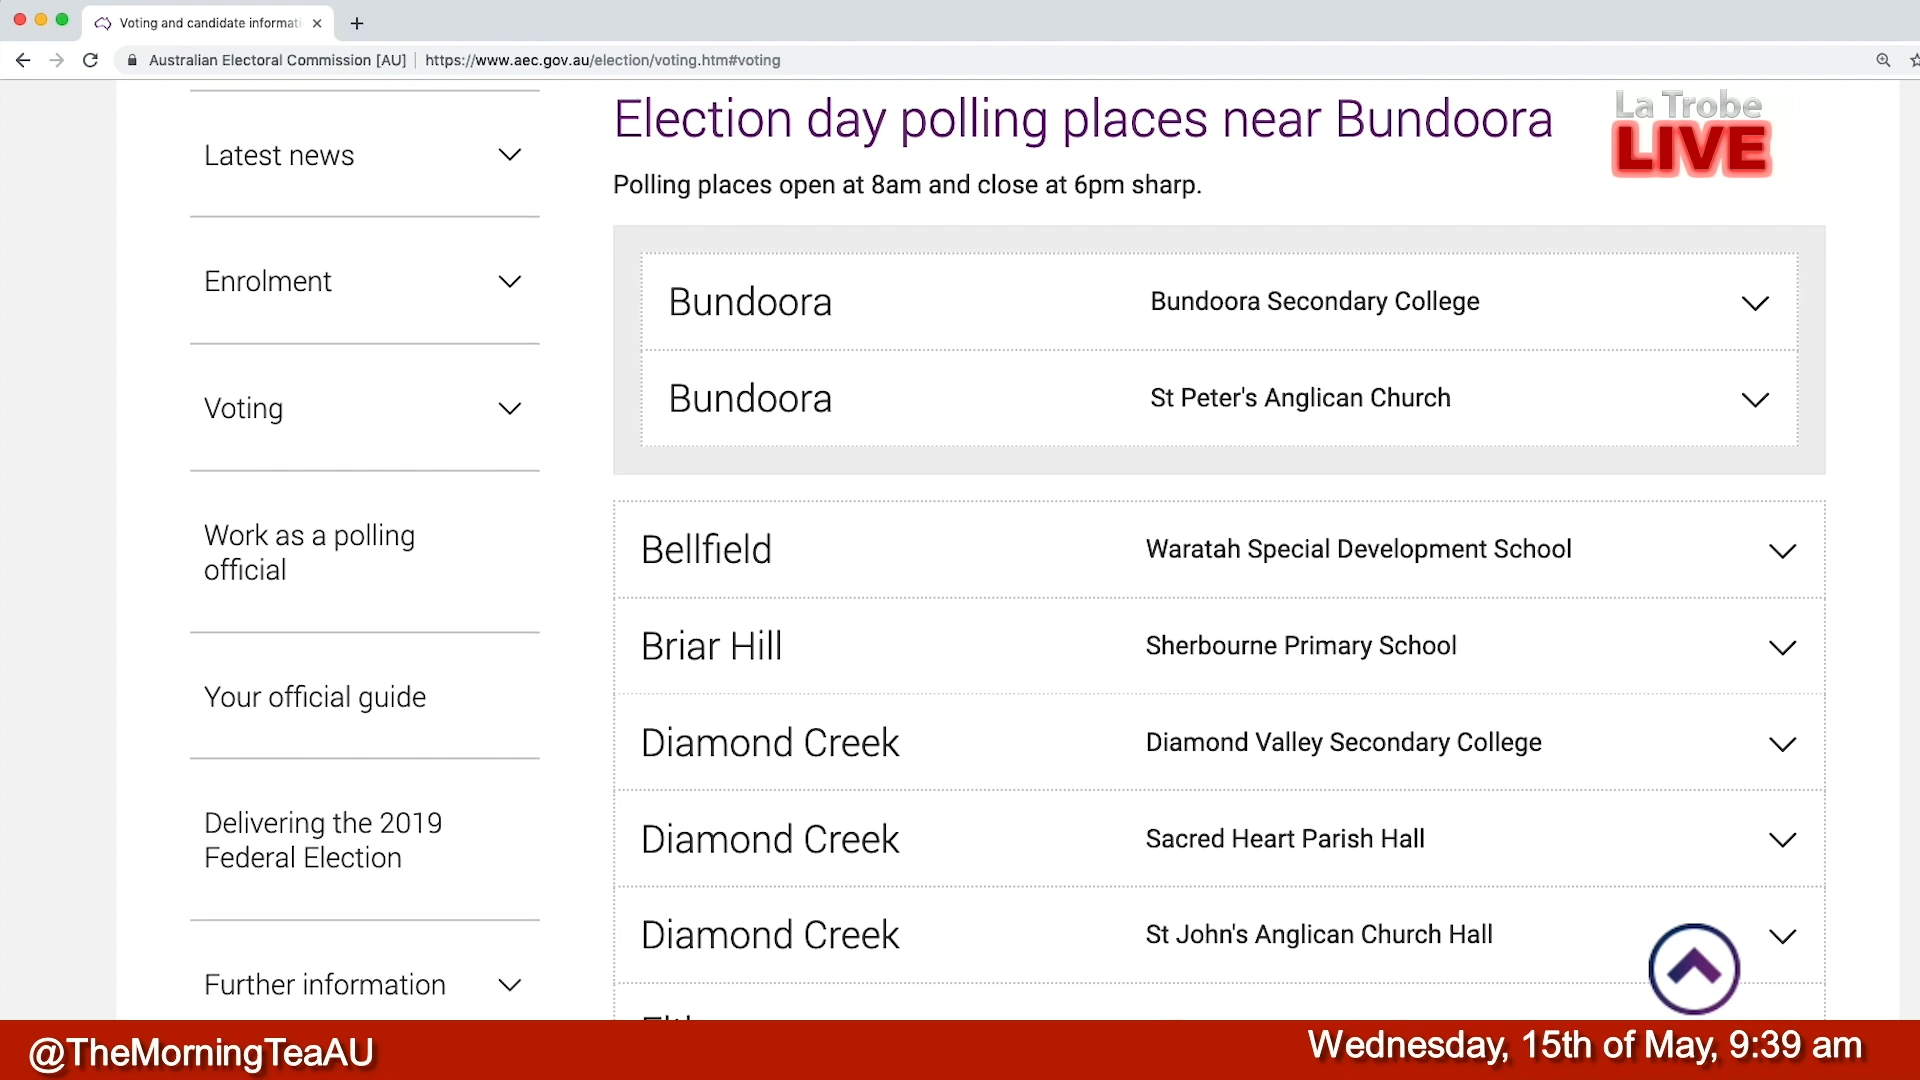 Voting and candidate informati
Australian Electoral Commission [AU]
https://www.aec.gov.au/election/voting.htm#voting
La Trobe
LIVE
Latest news
Enrolment
Voting
Work as a polling
official
Your official guide
Delivering the 2019
Federal Election
Further information
Election day polling places near Bundoora
Polling places open at 8am and close at 6pm sharp.
Bundoora Bundoora Secondary College
Bundoora St Peter's Anglican Church
Bellfield Waratah Special Development School
Briar Hill Sherbourne Primary School
Diamond Creek Diamond Valley Secondary College
Diamond Creek Sacred Heart Parish Hall
Diamond Creek St John's Anglican Church Hall
@TheMorningTeaAU
Wednesday, 15th of May, 9:39 am